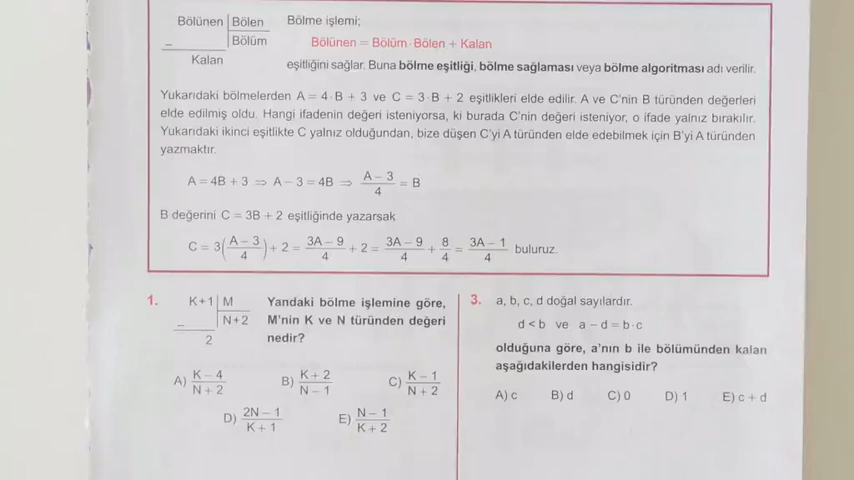 Bölünen Bölen
Bölüm
–
Kalan
Bölme işlemi;
Bölünen = Bölüm · Bölen + Kalan
eşitliğini sağlar. Buna bölme eşitliği, bölme sağlaması veya bölme algoritması adı verilir.
Yukarıdaki bölmelerden A = 4·B + 3 ve C = 3·B + 2 eşitlikleri elde edilir. A ve C'nin B türünden değerleri
elde edilmiş oldu. Hangi ifadenin değeri isteniyorsa, ki burada C'nin değeri isteniyor, o ifade yalnız bırakılır.
Yukarıdaki ikinci eşitlikte C yalnız olduğundan, bize düşen C'yi A türünden elde edebilmek için B'yi A türünden
yazmaktır.
A = 4B + 3 ⇒ A – 3 = 4B ⇒ (A – 3)/4 = B
B değerini C = 3B + 2 eşitliğinde yazarsak
C = 3((A – 3)/4) + 2 = (3A – 9)/4 + 2 = (3A – 9)/4 + 8/4 = (3A – 1)/4 buluruz.
1.
K+1 M
N+2
–
2
Yandaki bölme işlemine göre,
M'nin K ve N türünden değeri
nedir?
A) (K – 4)/(N + 2) B) (K + 2)/(N – 1) C) (K – 1)/(N + 2)
D) (2N – 1)/(K + 1) E) (N – 1)/(K + 2)
3. a, b, c, d doğal sayılardır.
d < b ve a – d = b·c
olduğuna göre, a'nın b ile bölümünden kalan
aşağıdakilerden hangisidir?
A) c B) d C) 0 D) 1 E) c + d